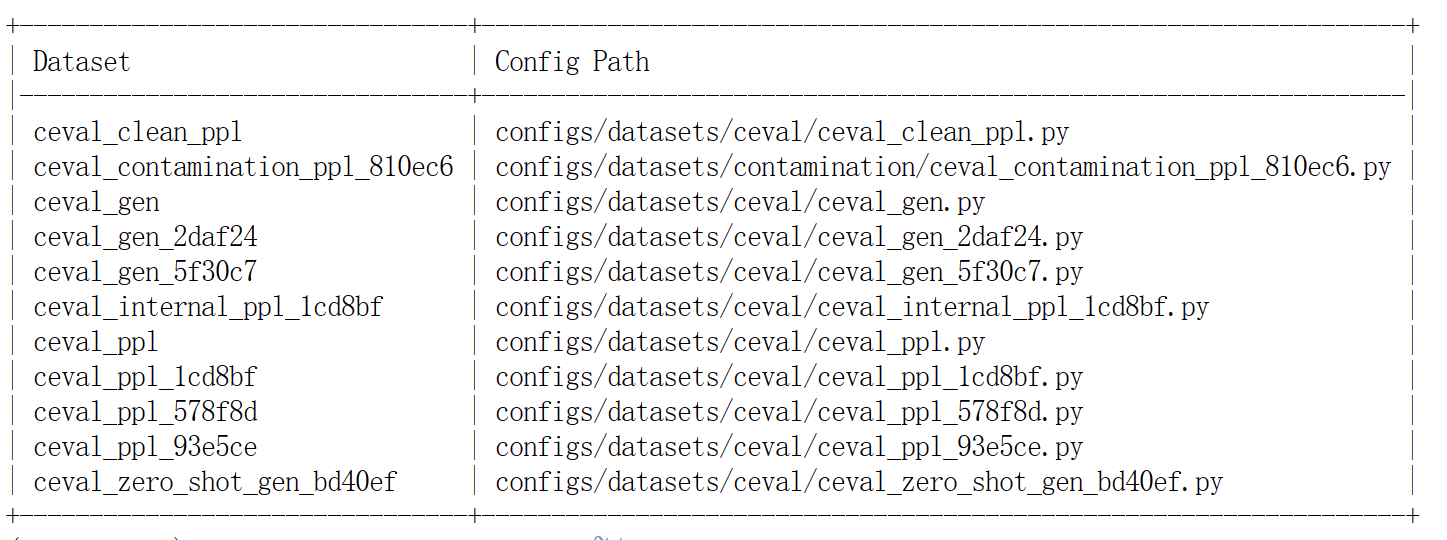 Dataset Config Path
ceval_clean_ppl configs/datasets/ceval/ceval_clean_ppl.py
ceval_contamination_ppl_810ec6 configs/datasets/contamination/ceval_contamination_ppl_810ec6.py
ceval_gen configs/datasets/ceval/ceval_gen.py
ceval_gen_2daf24 configs/datasets/ceval/ceval_gen_2daf24.py
ceval_gen_5f30c7 configs/datasets/ceval/ceval_gen_5f30c7.py
ceval_internal_ppl_1cd8bf configs/datasets/ceval/ceval_internal_ppl_1cd8bf.py
ceval_ppl configs/datasets/ceval/ceval_ppl.py
ceval_ppl_1cd8bf configs/datasets/ceval/ceval_ppl_1cd8bf.py
ceval_ppl_578f8d configs/datasets/ceval/ceval_ppl_578f8d.py
ceval_ppl_93e5ce configs/datasets/ceval/ceval_ppl_93e5ce.py
ceval_zero_shot_gen_bd40ef configs/datasets/ceval/ceval_zero_shot_gen_bd40ef.py